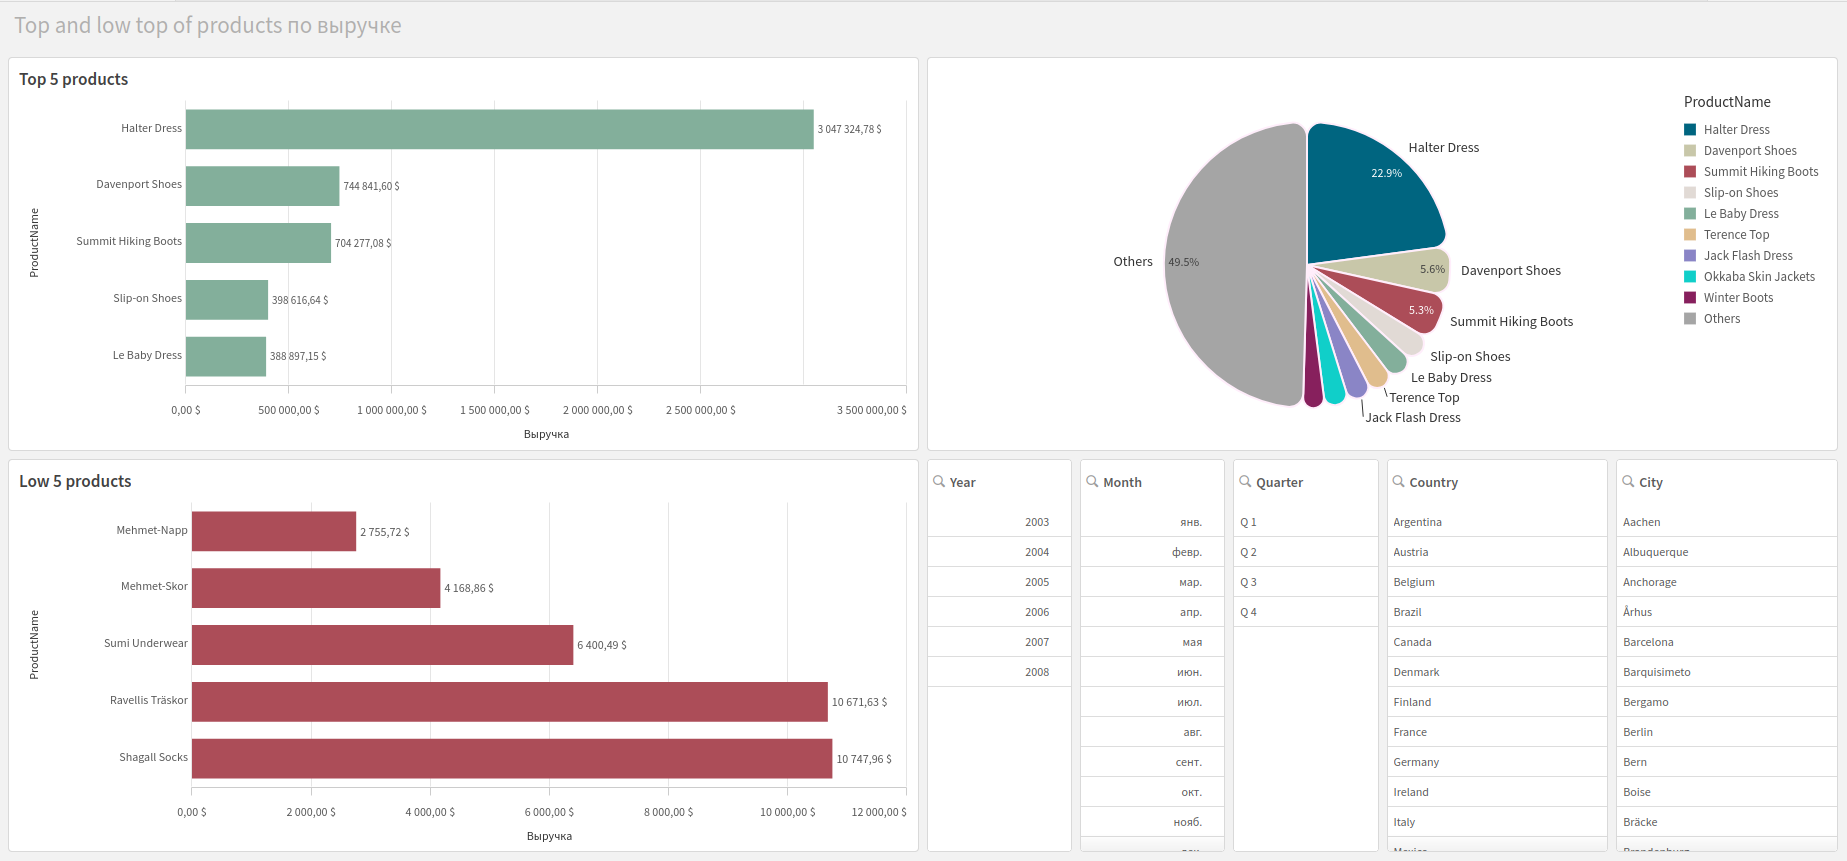 Top and low top of products по выручке
Top 5 products
ProductName
Halter Dress
3 047 324,78 $
Davenport Shoes
744 841,60 $
Summit Hiking Boots
704 277,08 $
Slip-on Shoes
398 616,64 $
Le Baby Dress
388 897,15 $
0,00 $
500 000,00 $
1 000 000,00 $
1 500 000,00 $
2 000 000,00 $
2 500 000,00 $
3 500 000,00 $
Выручка
Halter Dress
22.9%
Others
49.5%
5.6%
Davenport Shoes
5.3%
Summit Hiking Boots
Slip-on Shoes
Le Baby Dress
Terence Top
Jack Flash Dress
ProductName
Halter Dress
Davenport Shoes
Summit Hiking Boots
Slip-on Shoes
Le Baby Dress
Terence Top
Jack Flash Dress
Okkaba Skin Jackets
Winter Boots
Others
Low 5 products
ProductName
Mehmet-Napp
2 755,72 $
Mehmet-Skor
4 168,86 $
Sumi Underwear
6 400,49 $
Ravellis Träskor
10 671,63 $
Shagall Socks
10 747,96 $
0,00 $
2 000,00 $
4 000,00 $
6 000,00 $
8 000,00 $
10 000,00 $
12 000,00 $
Выручка
Year
2003
2004
2005
2006
2007
2008
Month
янв.
февр.
мар.
апр.
мая
июн.
июл.
авг.
сент.
окт.
нояб.
Quarter
Q 1
Q 2
Q 3
Q 4
Country
Argentina
Austria
Belgium
Brazil
Canada
Denmark
Finland
France
Germany
Ireland
Italy
City
Aachen
Albuquerque
Anchorage
Århus
Barcelona
Barquisimeto
Bergamo
Berlin
Bern
Boise
Bräcke